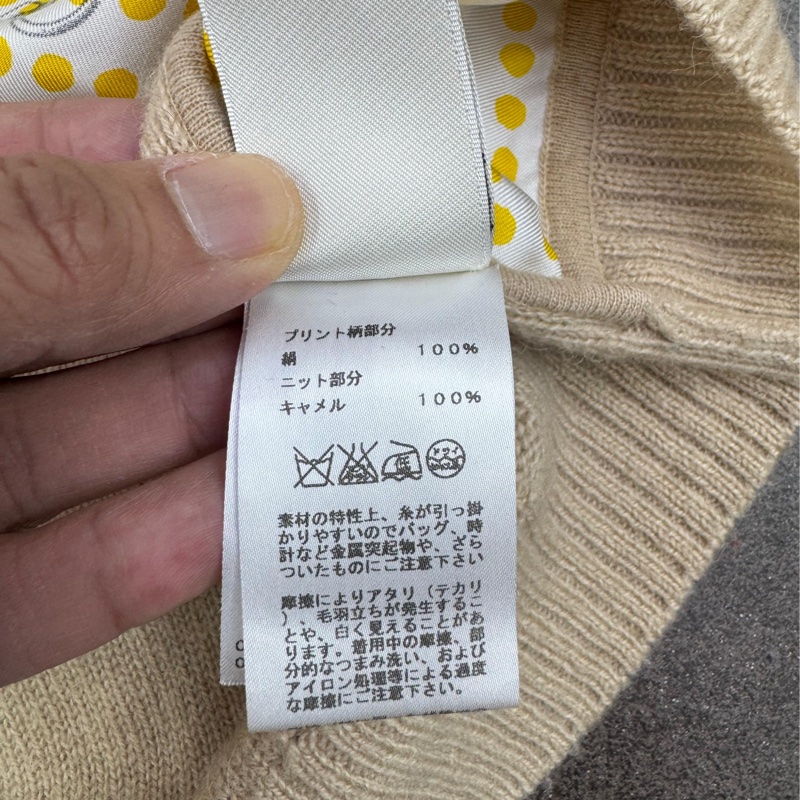 プリント柄部分
絹 100%
ニット部分
キャメル 100%
素材の特性上、糸が引っ掛
かりやすいのでバッグ、時
計など金属突起物や、ざら
ついたものにご注意下さい
摩擦によりアタリ（テカリ
）、毛羽立ちが発生するこ
とや、白く見えることがあ
ります。着用中の摩擦、部
分的なつまみ洗い、および
アイロン処理等による過度
な摩擦にご注意下さい。